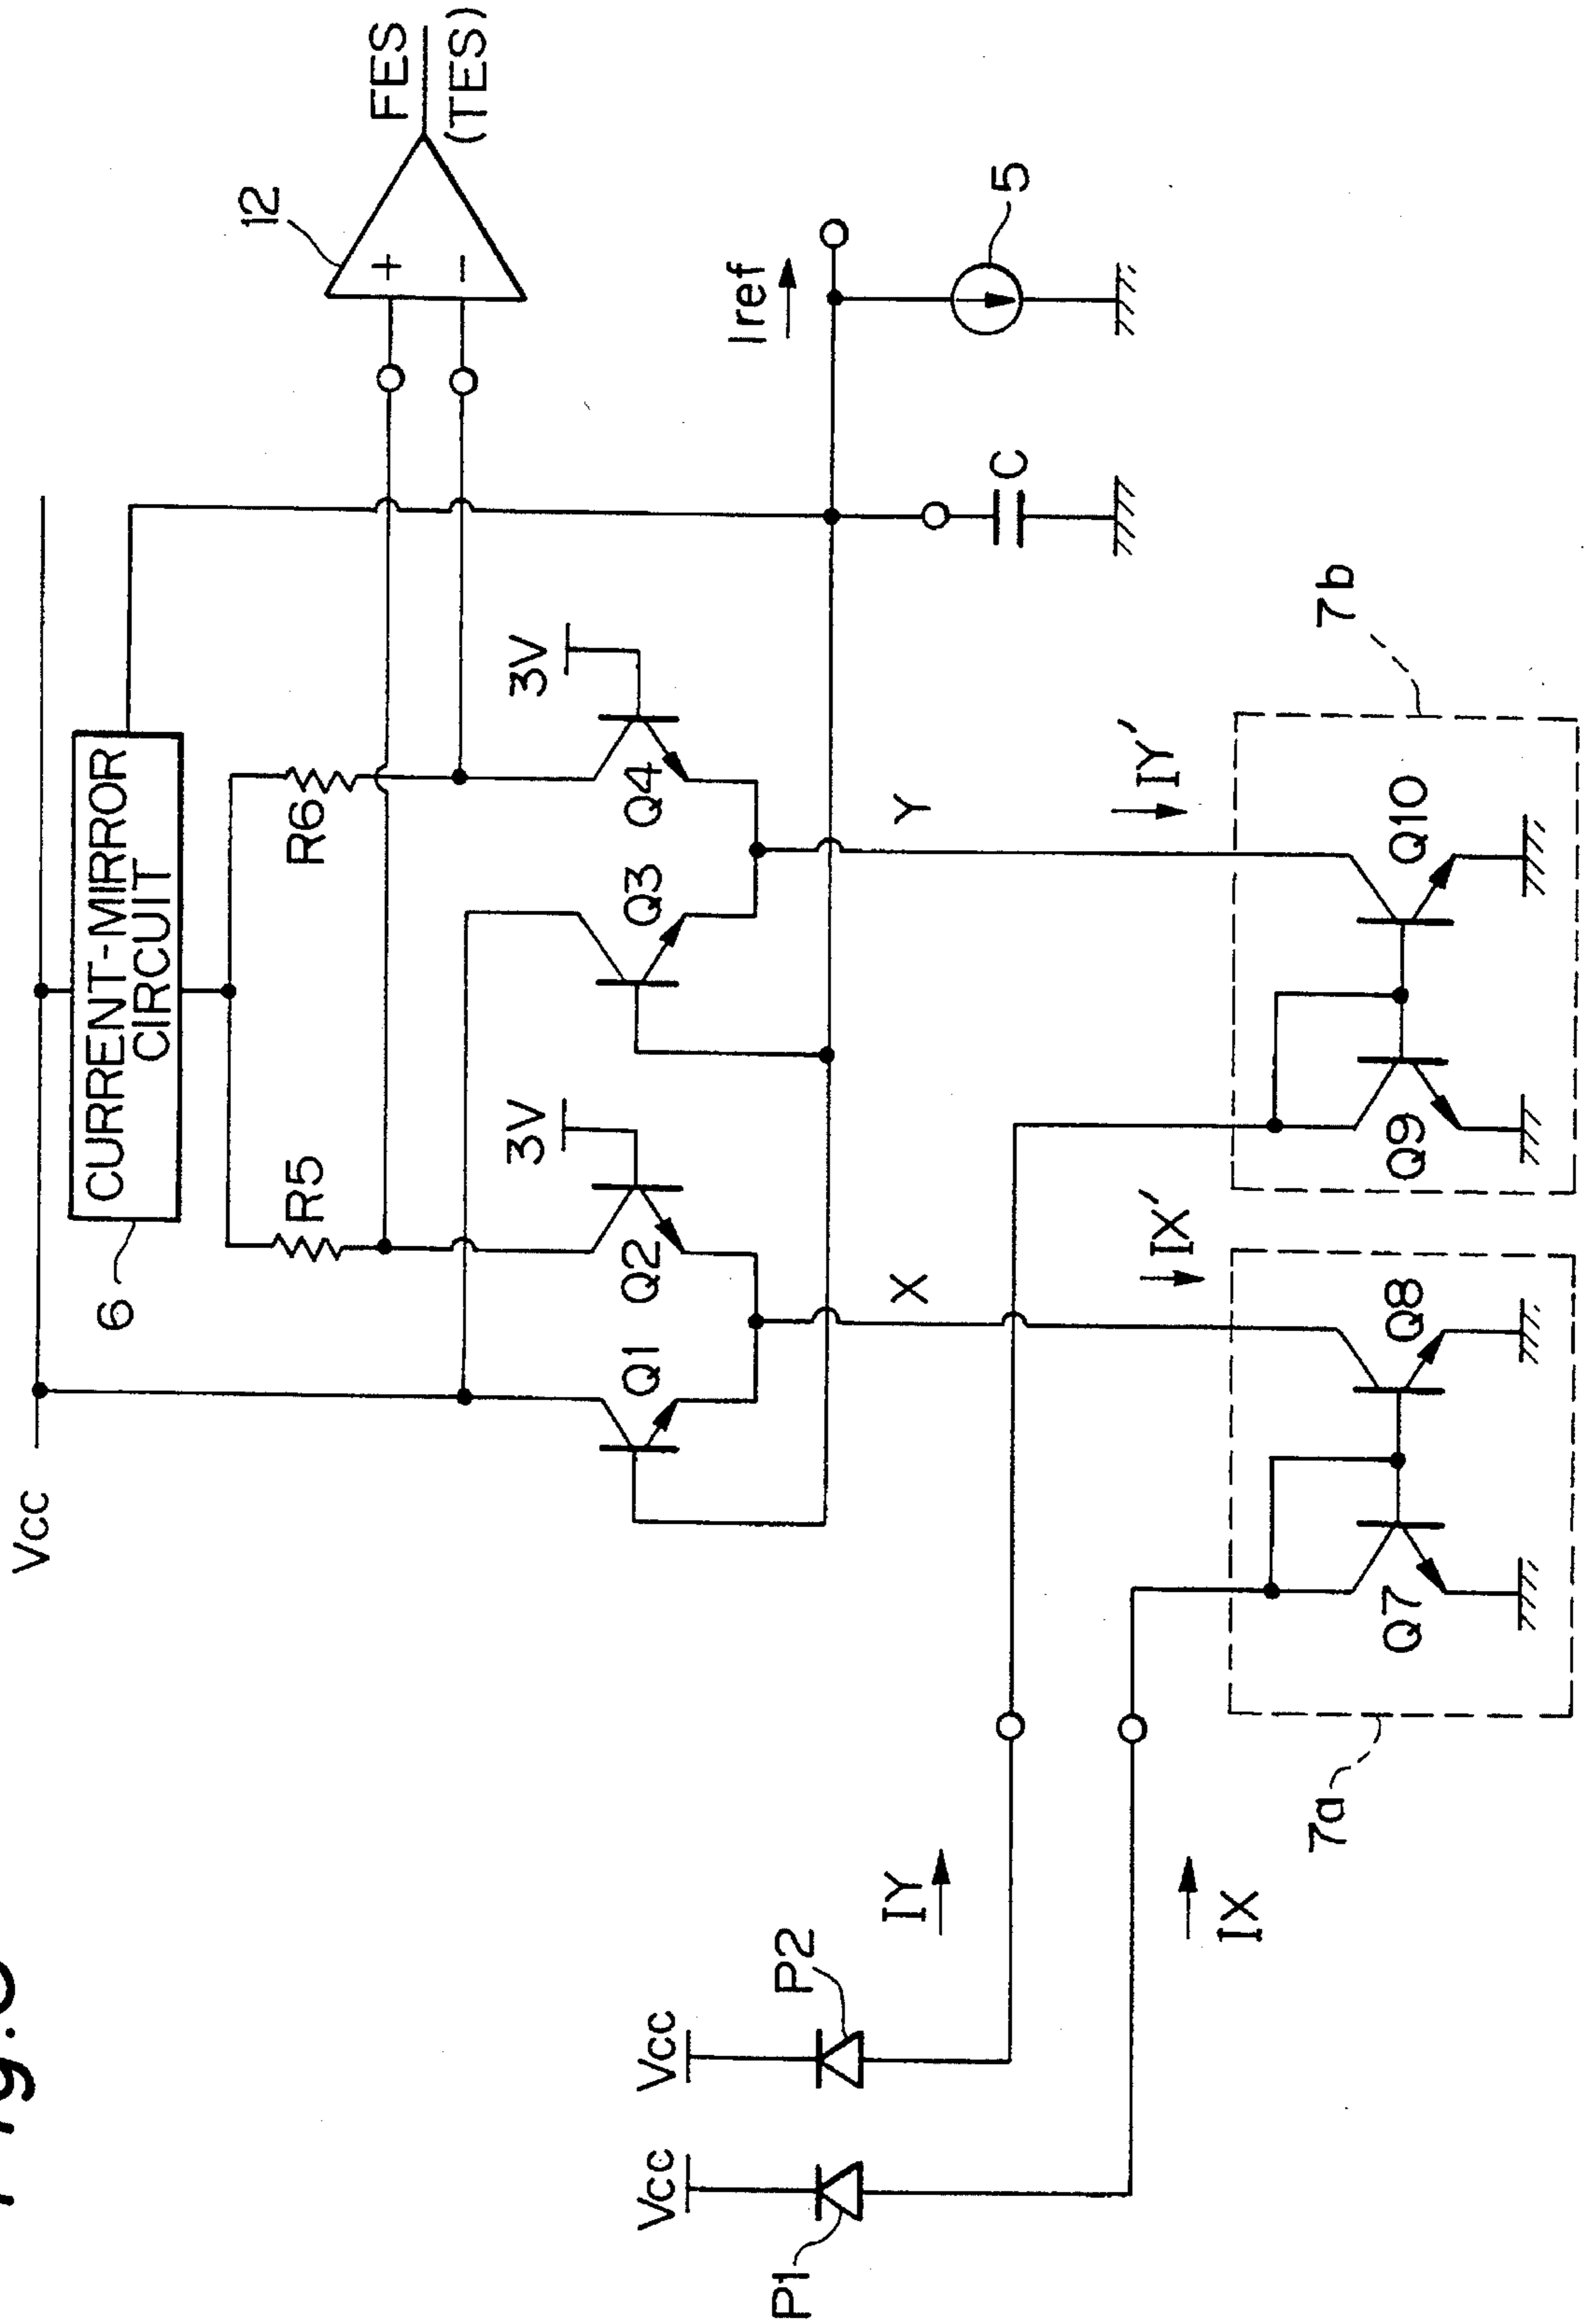 Vcc
CURRENT-MIRROR
CIRCUIT
6
R5
R6
12
+
-
FES
(TES)
3V
3V
Q1
Q2
Q3
Q4
Iref
5
C
X
Y
IX'
IY'
7b
Vcc
Vcc
P1
P2
IY
IX
7a
Q7
Q8
Q9
Q10